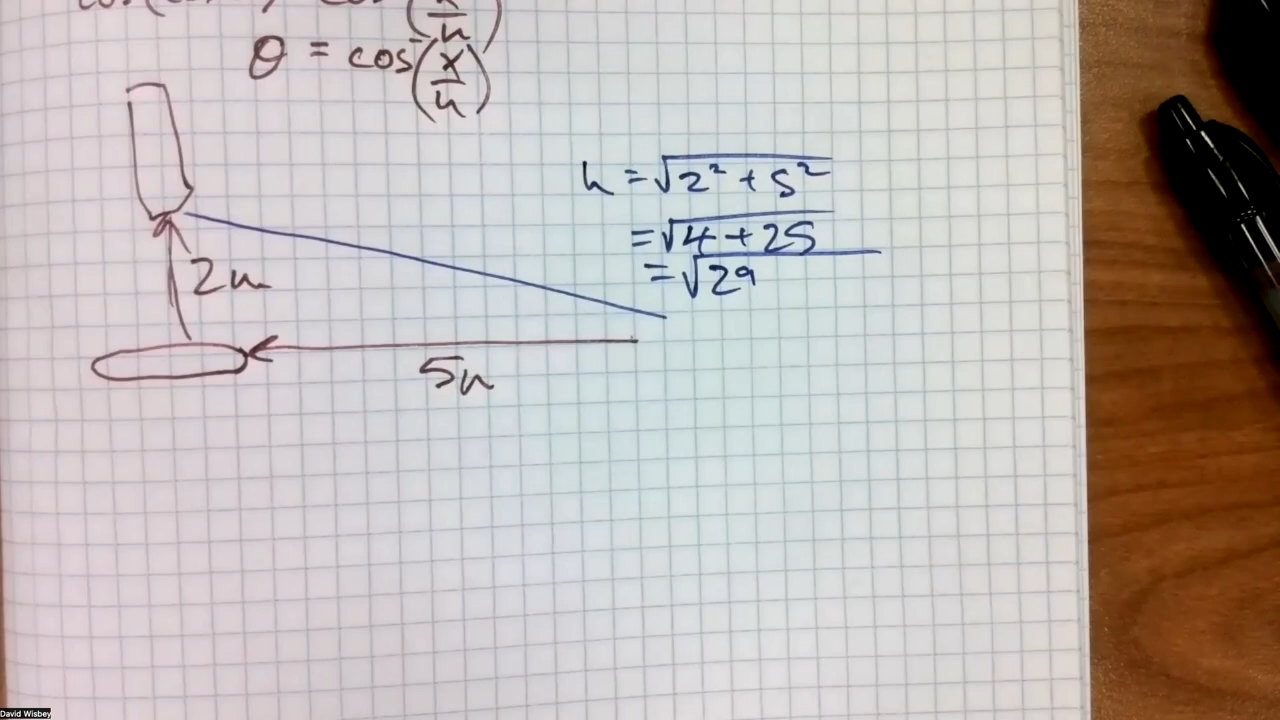 θ = cos⁻(x/h)
h = √2² + 5²
= √4 + 25
= √29
2m
5m
David Wisbey